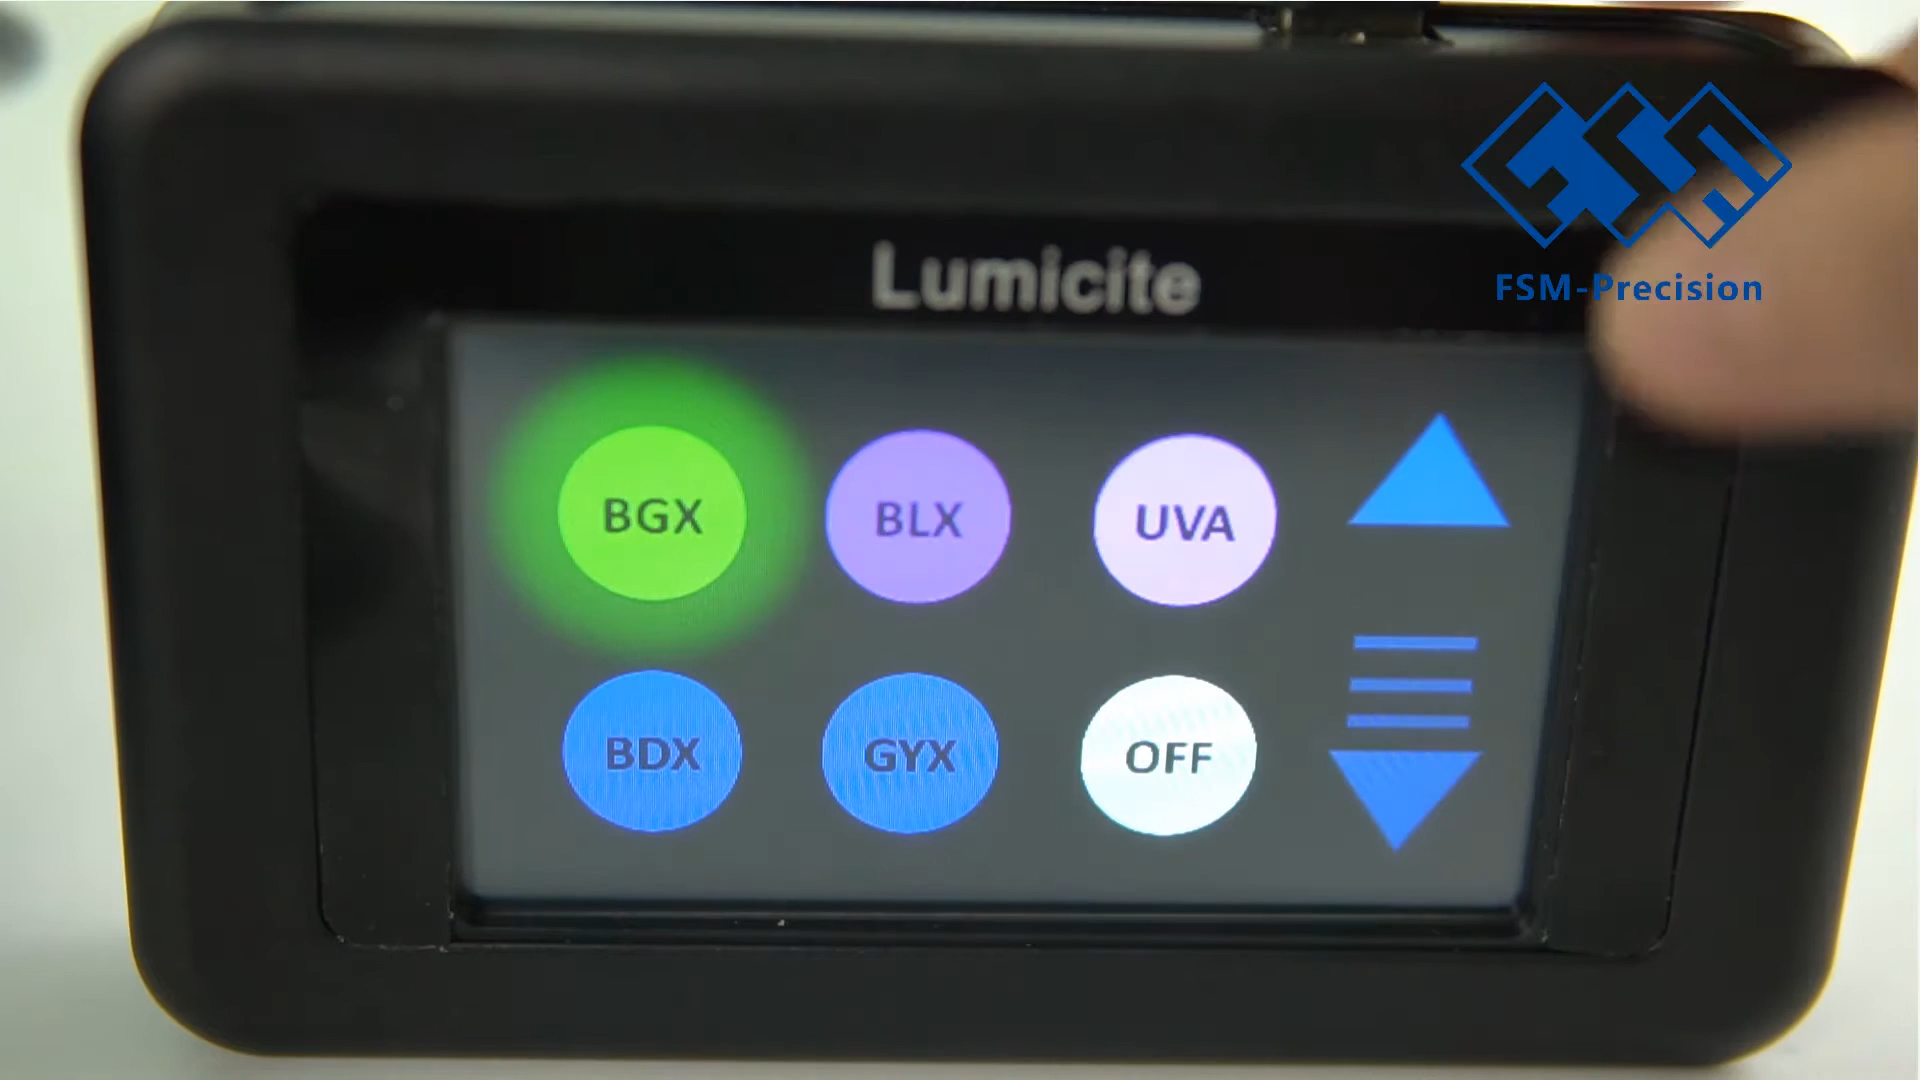 FSM-Precision
Lumicite
BGX
BLX
UVA
BDX
GYX
OFF